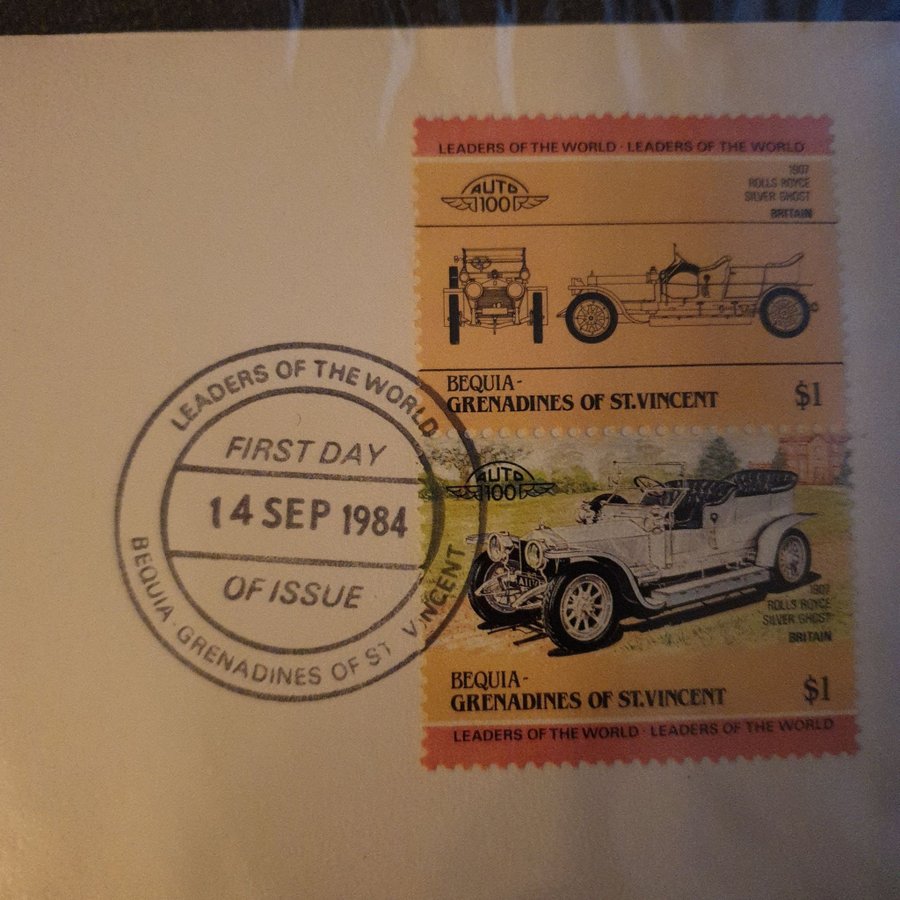 LEADERS OF THE WORLD · LEADERS OF THE WORLD
AUTO
100
1907
ROLLS ROYCE
SILVER GHOST
BRITAIN
BEQUIA-
GRENADINES OF ST.VINCENT
$1
AUTO
100
1907
ROLLS ROYCE
SILVER GHOST
BRITAIN
BEQUIA-
GRENADINES OF ST.VINCENT
$1
LEADERS OF THE WORLD · LEADERS OF THE WORLD
LEADERS OF THE WORLD
FIRST DAY
14 SEP 1984
OF ISSUE
BEQUIA - GRENADINES OF ST. VINCENT